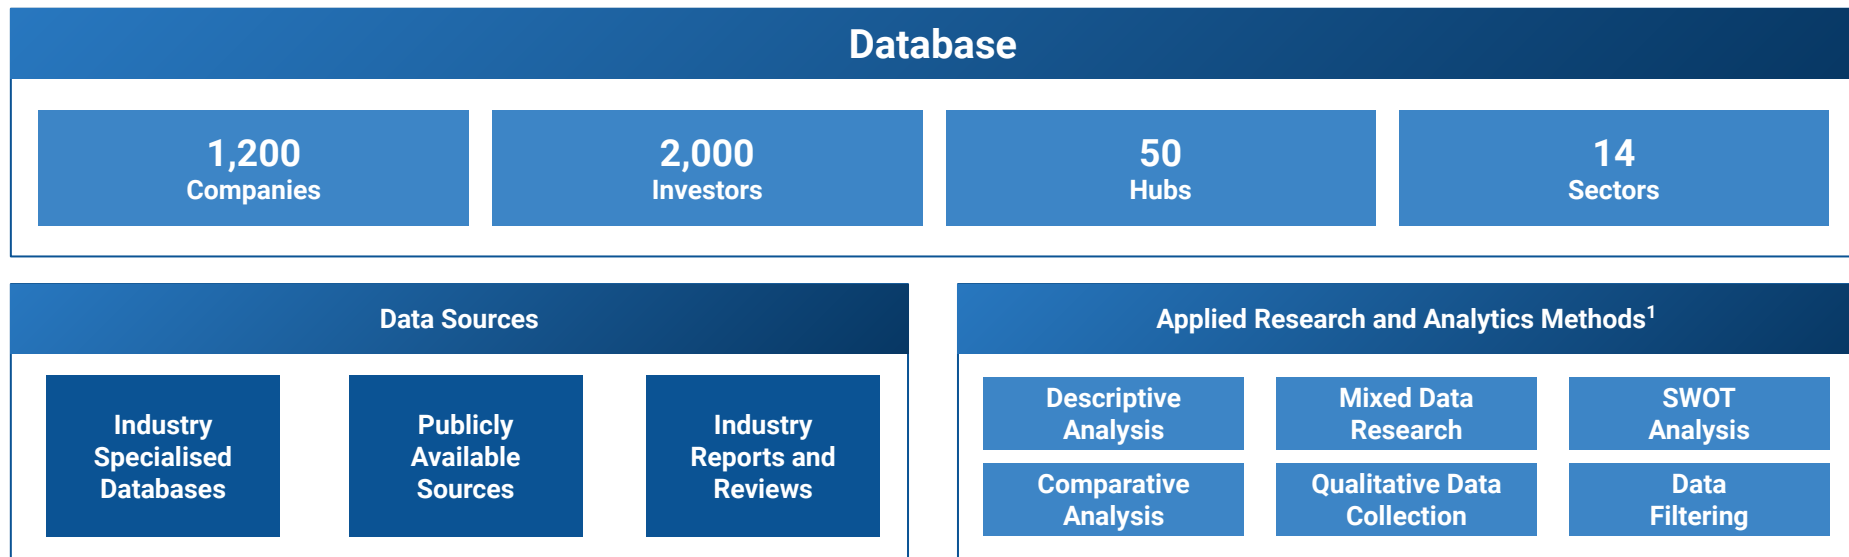 Database
1,200
Companies
2,000
Investors
50
Hubs
14
Sectors
Data Sources
Industry
Specialised
Databases
Publicly
Available
Sources
Industry
Reports and
Reviews
Applied Research and Analytics Methods¹
Descriptive
Analysis
Mixed Data
Research
SWOT
Analysis
Comparative
Analysis
Qualitative Data
Collection
Data
Filtering